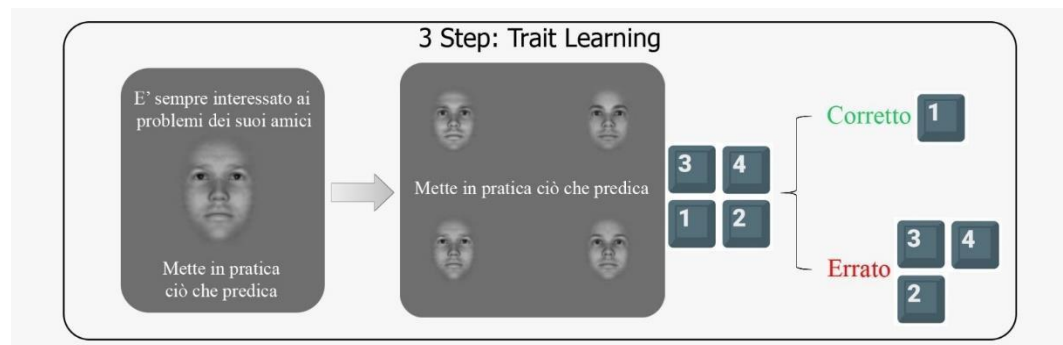 3 Step: Trait Learning
E' sempre interessato ai
problemi dei suoi amici
Mette in pratica
ciò che predica
Mette in pratica ciò che predica
3 4
1 2
Corretto 1
Errato 3 4
2